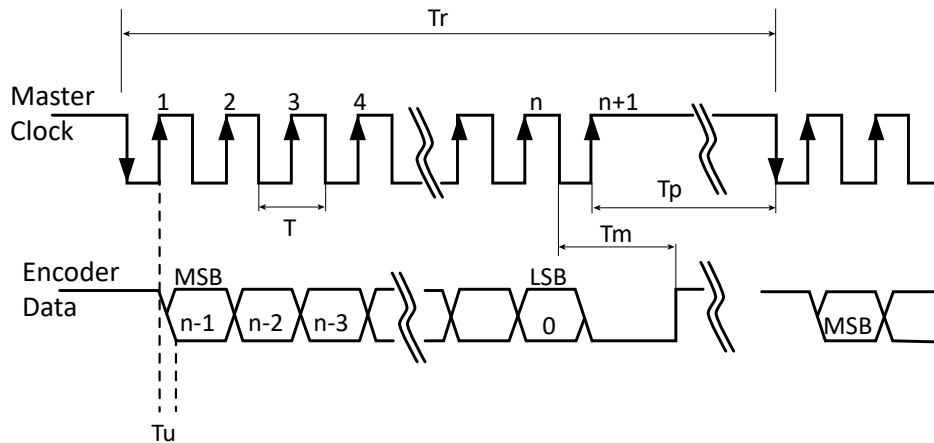 Tr
Master
Clock
1 2 3 4 n n+1
T
Tp
Tm
Encoder
Data
MSB LSB
n-1 n-2 n-3 0 MSB
Tu